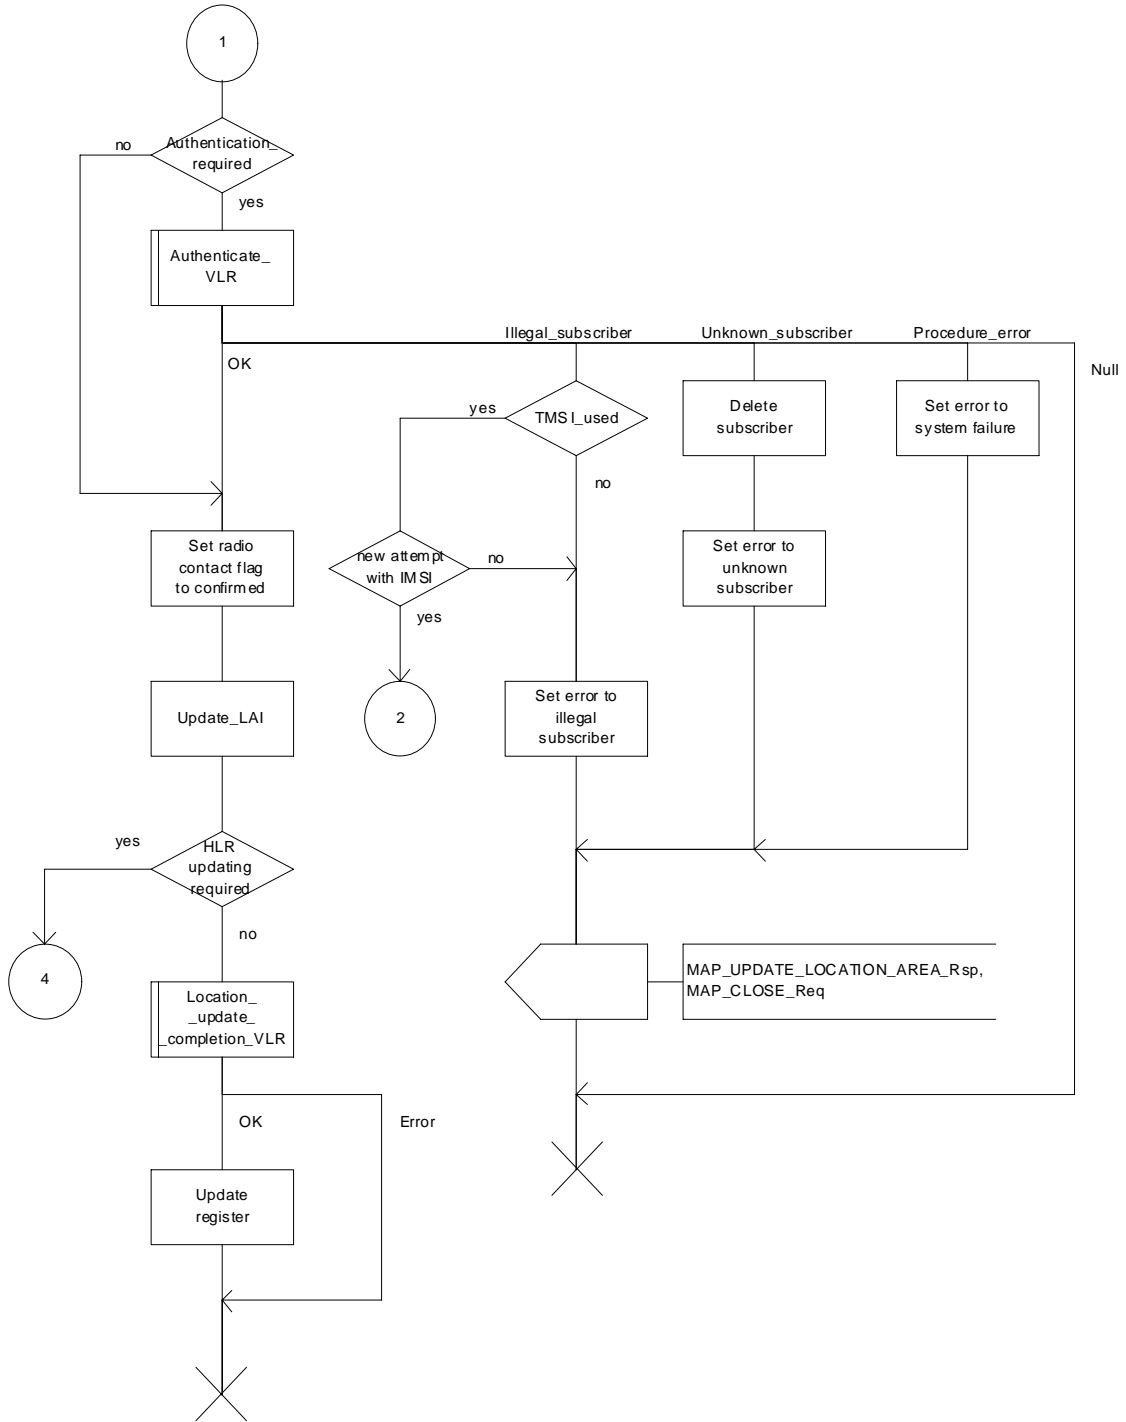 1
Authentication_
required
no
yes
Authenticate_
VLR
Illegal_subscriber
Unknown_subscriber
Procedure_error
OK
Null
yes
TMSI_used
Delete
subscriber
Set error to
system failure
no
Set radio
contact flag
to confirmed
new attempt
with IMSI
no
Set error to
unknown
subscriber
yes
Update_LAI
2
Set error to
illegal
subscriber
yes
HLR
updating
required
no
4
Location_
_update_
_completion_VLR
MAP_UPDATE_LOCATION_AREA_Rsp,
MAP_CLOSE_Req
OK
Error
Update
register